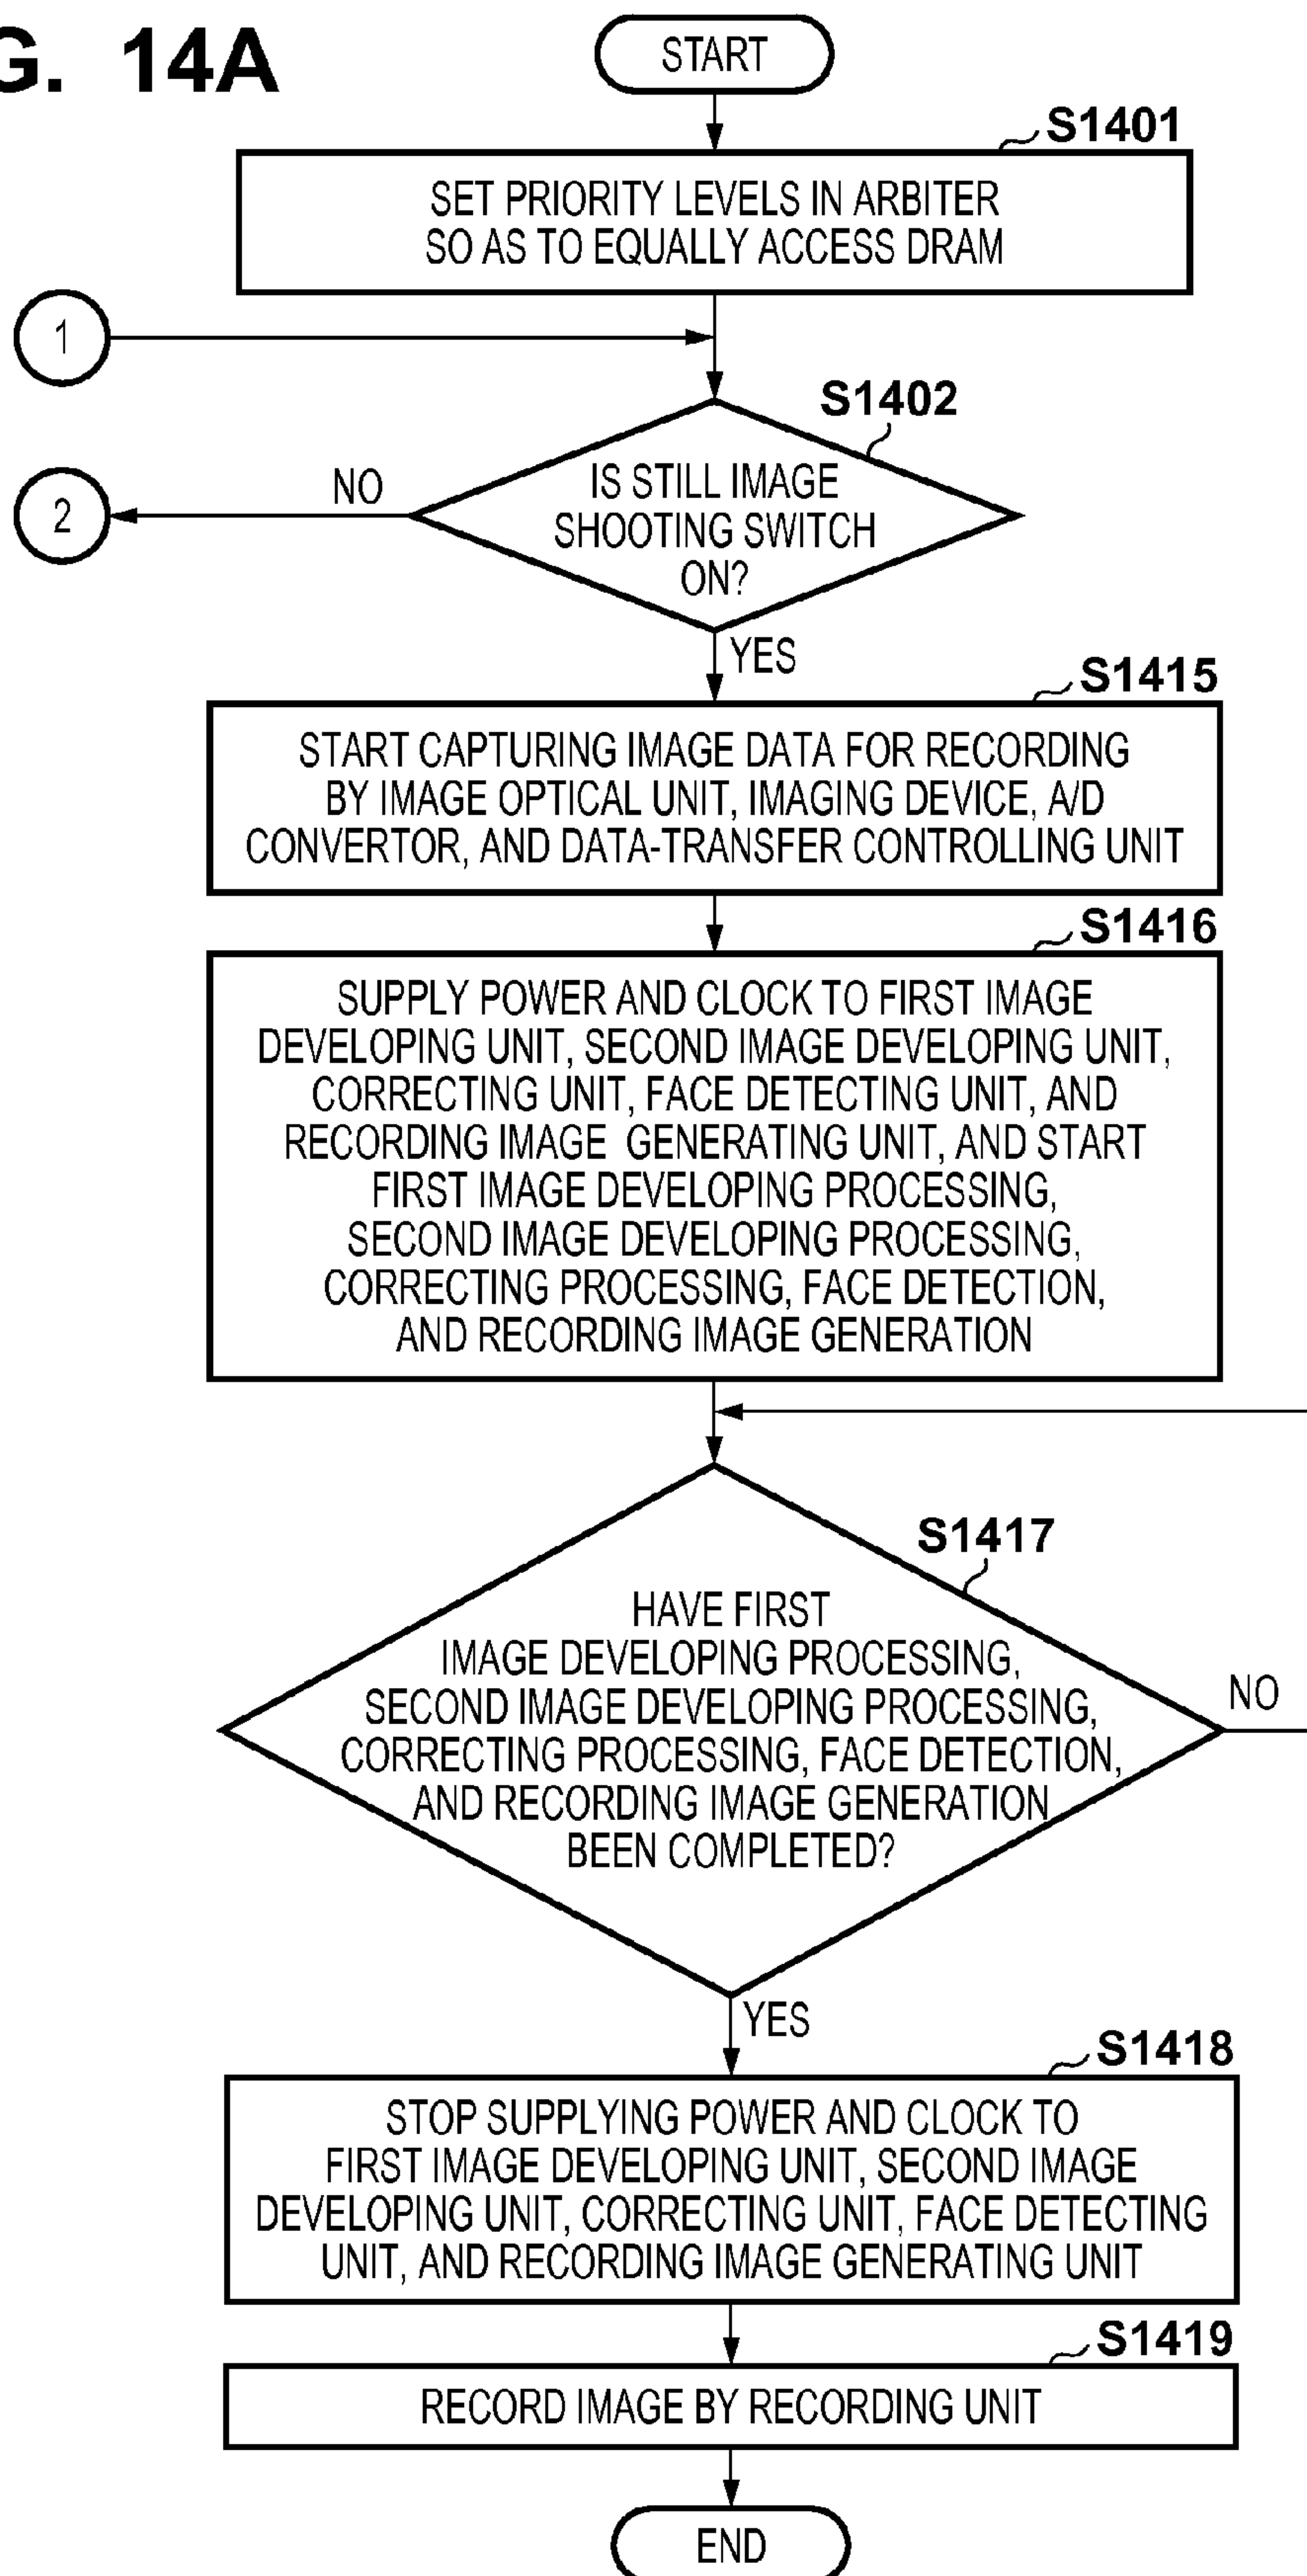 G. 14A
START
S1401
SET PRIORITY LEVELS IN ARBITER
SO AS TO EQUALLY ACCESS DRAM
1
S1402
IS STILL IMAGE
SHOOTING SWITCH
ON?
NO
2
YES
S1415
START CAPTURING IMAGE DATA FOR RECORDING
BY IMAGE OPTICAL UNIT, IMAGING DEVICE, A/D
CONVERTOR, AND DATA-TRANSFER CONTROLLING UNIT
S1416
SUPPLY POWER AND CLOCK TO FIRST IMAGE
DEVELOPING UNIT, SECOND IMAGE DEVELOPING UNIT,
CORRECTING UNIT, FACE DETECTING UNIT, AND
RECORDING IMAGE GENERATING UNIT, AND START
FIRST IMAGE DEVELOPING PROCESSING,
SECOND IMAGE DEVELOPING PROCESSING,
CORRECTING PROCESSING, FACE DETECTION,
AND RECORDING IMAGE GENERATION
S1417
HAVE FIRST
IMAGE DEVELOPING PROCESSING,
SECOND IMAGE DEVELOPING PROCESSING,
CORRECTING PROCESSING, FACE DETECTION,
AND RECORDING IMAGE GENERATION
BEEN COMPLETED?
NO
YES
S1418
STOP SUPPLYING POWER AND CLOCK TO
FIRST IMAGE DEVELOPING UNIT, SECOND IMAGE
DEVELOPING UNIT, CORRECTING UNIT, FACE DETECTING
UNIT, AND RECORDING IMAGE GENERATING UNIT
S1419
RECORD IMAGE BY RECORDING UNIT
END